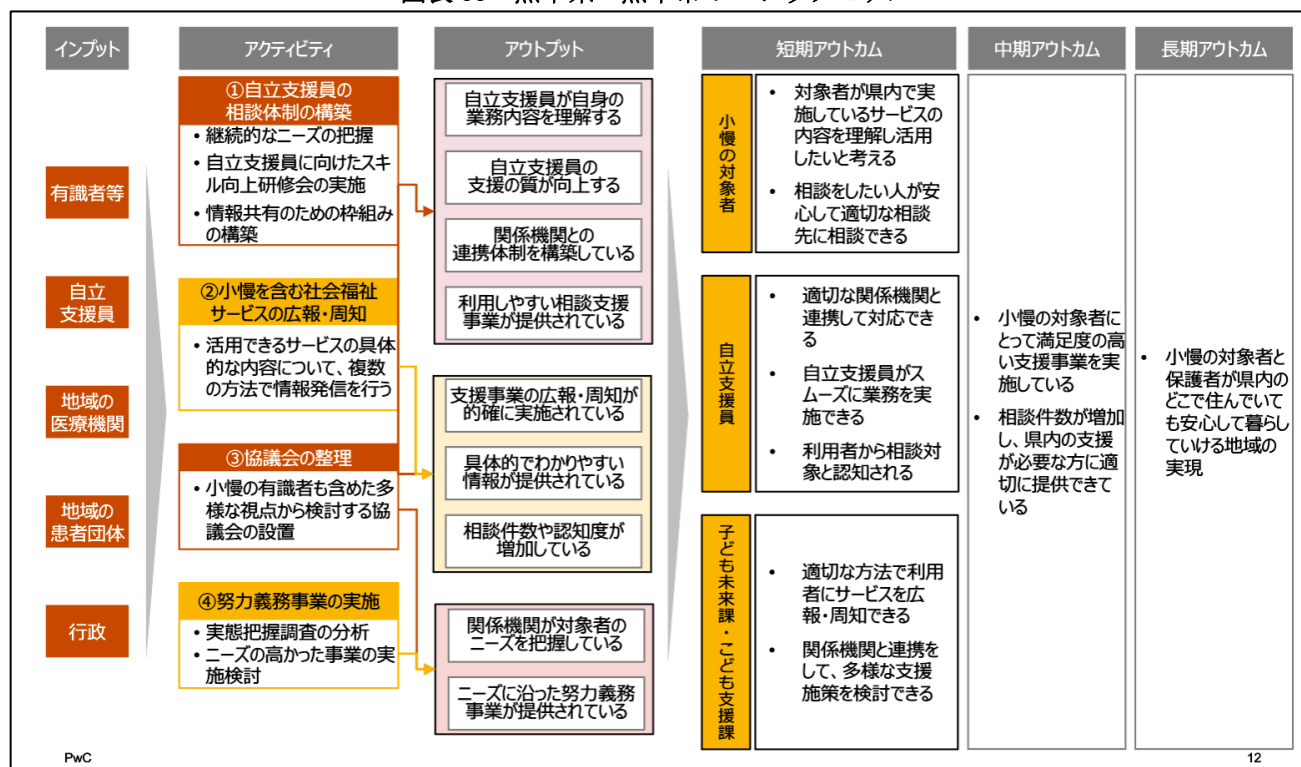 インプット
アクティビティ
アウトプット
短期アウトカム
中期アウトカム
長期アウトカム
有識者等
自立
支援員
地域の
医療機関
地域の
患者団体
行政
①自立支援員の
相談体制の構築
・継続的なニーズの把握
・自立支援員に向けたスキ
ル向上研修会の実施
・情報共有のための枠組み
の構築
②小慢を含む社会福祉
サービスの広報・周知
・活用できるサービスの具体
的な内容について、複数
の方法で情報発信を行う
③協議会の整理
・小慢の有識者も含めた多
様な視点から検討する協
議会の設置
④努力義務事業の実施
・実態把握調査の分析
・ニーズの高かった事業の実
施検討
自立支援員が自身の
業務内容を理解する
自立支援員の
支援の質が向上する
関係機関との
連携体制を構築している
利用しやすい相談支援
事業が提供されている
支援事業の広報・周知が
的確に実施されている
具体的でわかりやすい
情報が提供されている
相談件数や認知度が
増加している
関係機関が対象者の
ニーズを把握している
ニーズに沿った努力義務
事業が提供されている
小慢の対象者
• 対象者が県内で実
施しているサービスの
内容を理解し活用
したいと考える
• 相談をしたい人が安
心して適切な相談
先に相談できる
自立支援員
• 適切な関係機関と
連携して対応でき
る
• 自立支援員がス
ムーズに業務を実
施できる
• 利用者から相談対
象と認知される
子ども未来課・こども支援課
• 適切な方法で利用
者にサービスを広
報・周知できる
• 関係機関と連携を
して、多様な支援
施策を検討できる
• 小慢の対象者に
とって満足度の高
い支援事業を実
施している
• 相談件数が増加
し、県内の支援
が必要な方に適
切に提供できて
いる
• 小慢の対象者と
保護者が県内の
どこで住んでいて
も安心して暮らし
ていける地域の
実現
PwC
12